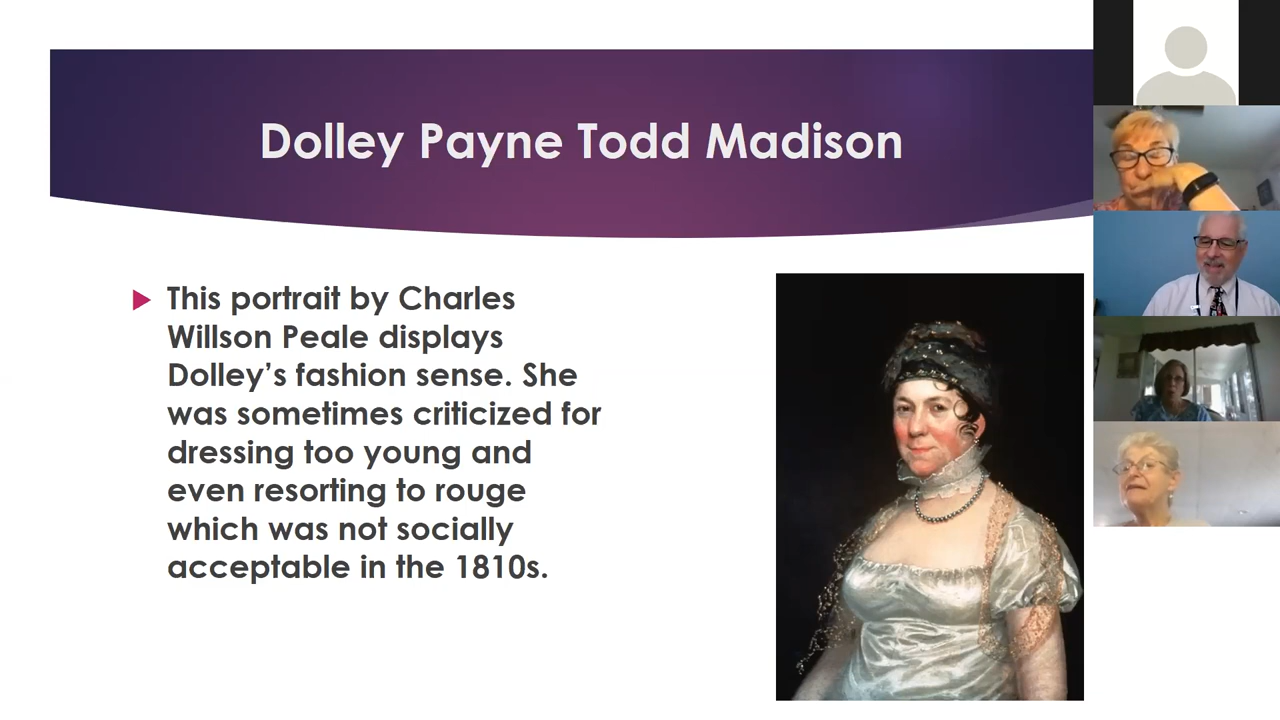 Dolley Payne Todd Madison
This portrait by Charles
Willson Peale displays
Dolley’s fashion sense. She
was sometimes criticized for
dressing too young and
even resorting to rouge
which was not socially
acceptable in the 1810s.